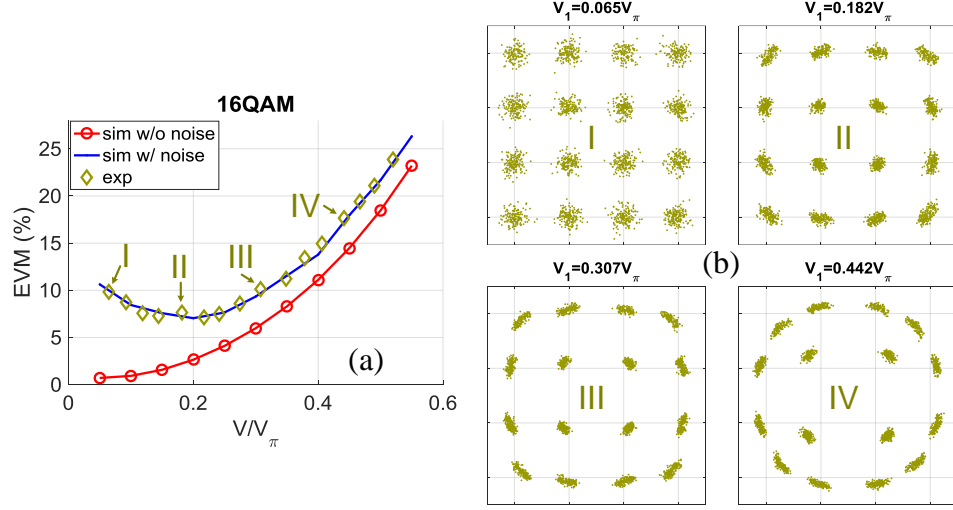 16QAM
sim w/o noise
sim w/ noise
exp
EVM (%)
25
20
15
10
5
0
0
0.2
0.4
0.6
V/Vπ
I
II
III
IV
(a)
V1=0.065Vπ
I
V1=0.182Vπ
II
(b)
V1=0.307Vπ
III
V1=0.442Vπ
IV